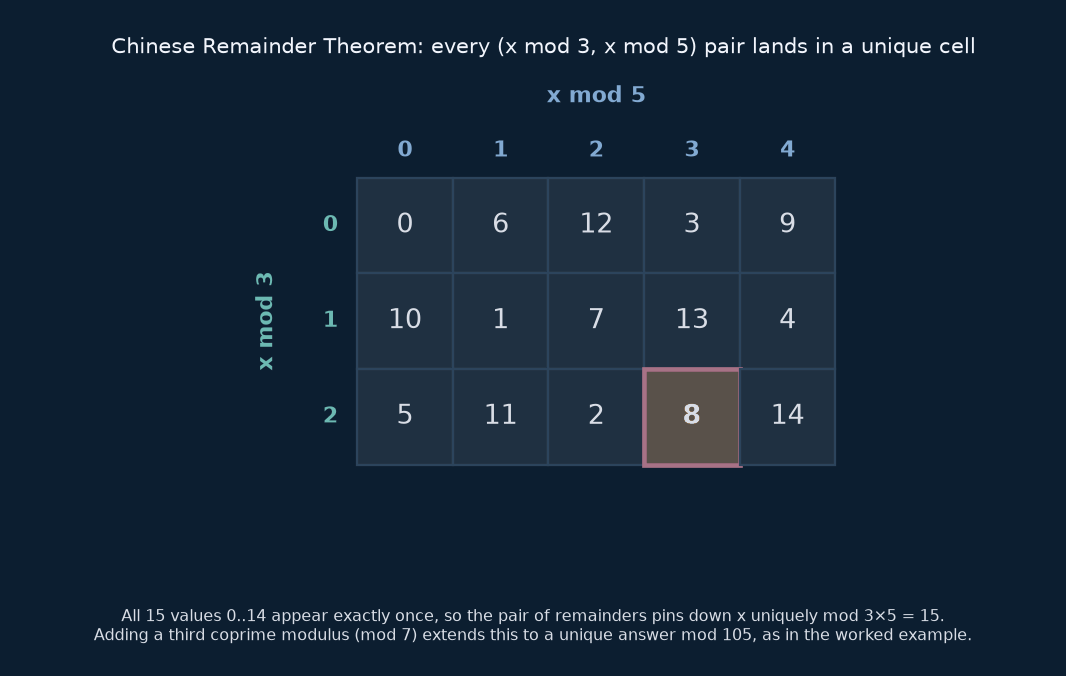 Chinese Remainder Theorem: every (x mod 3, x mod 5) pair lands in a unique cell
x mod 5
0 1 2 3 4
x mod 3
0 0 6 12 3 9
1 10 1 7 13 4
2 5 11 2 8 14
All 15 values 0..14 appear exactly once, so the pair of remainders pins down x uniquely mod 3×5 = 15.
Adding a third coprime modulus (mod 7) extends this to a unique answer mod 105, as in the worked example.